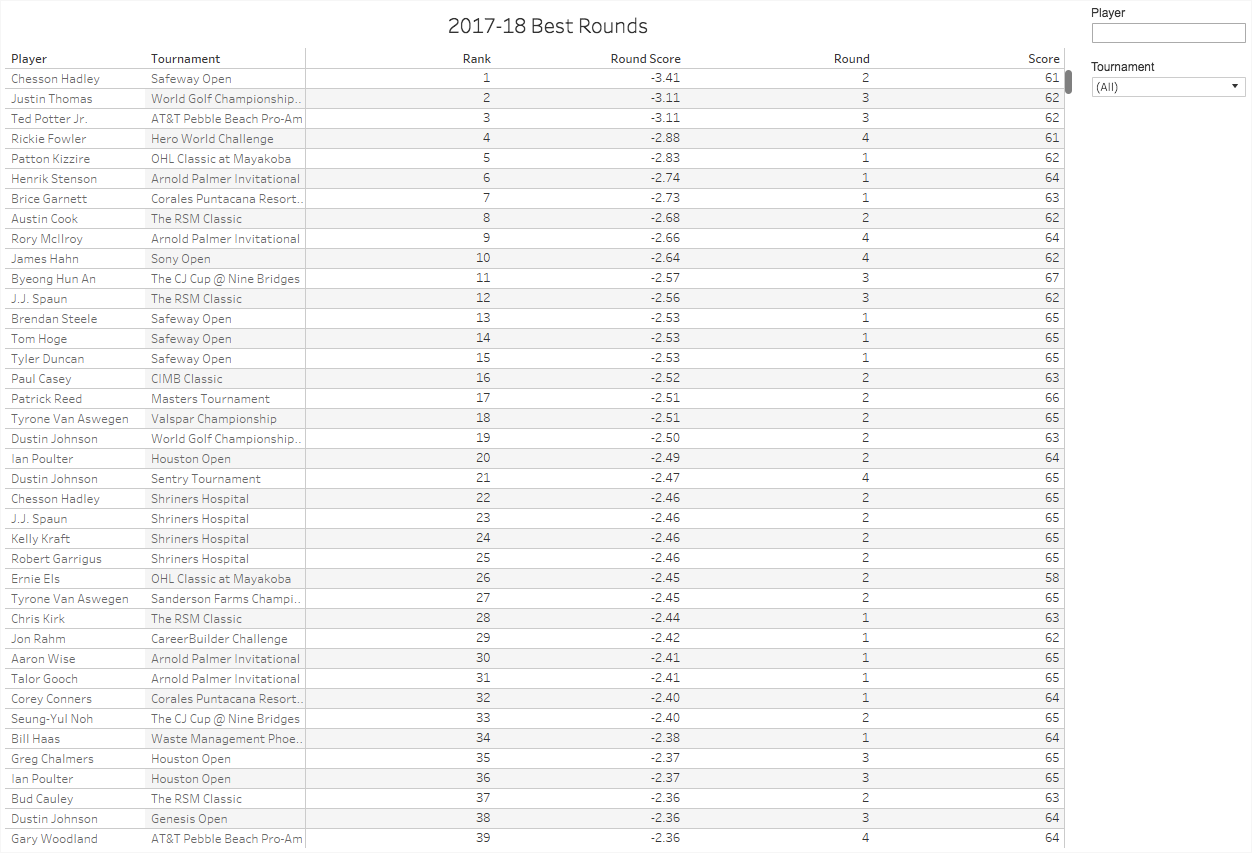 2017-18 Best Rounds
Player
Tournament
(All)
Player Tournament Rank Round Score Round Score
Chesson Hadley Safeway Open 1 -3.41 2 61
Justin Thomas World Golf Championship.. 2 -3.11 3 62
Ted Potter Jr. AT&T Pebble Beach Pro-Am 3 -3.11 3 62
Rickie Fowler Hero World Challenge 4 -2.88 4 61
Patton Kizzire OHL Classic at Mayakoba 5 -2.83 1 62
Henrik Stenson Arnold Palmer Invitational 6 -2.74 1 64
Brice Garnett Corales Puntacana Resort.. 7 -2.73 1 63
Austin Cook The RSM Classic 8 -2.68 2 62
Rory McIlroy Arnold Palmer Invitational 9 -2.66 4 64
James Hahn Sony Open 10 -2.64 4 62
Byeong Hun An The CJ Cup @ Nine Bridges 11 -2.57 3 67
J.J. Spaun The RSM Classic 12 -2.56 3 62
Brendan Steele Safeway Open 13 -2.53 1 65
Tom Hoge Safeway Open 14 -2.53 1 65
Tyler Duncan Safeway Open 15 -2.53 1 65
Paul Casey CIMB Classic 16 -2.52 2 63
Patrick Reed Masters Tournament 17 -2.51 2 66
Tyrone Van Aswegen Valspar Championship 18 -2.51 2 65
Dustin Johnson World Golf Championship.. 19 -2.50 2 63
Ian Poulter Houston Open 20 -2.49 2 64
Dustin Johnson Sentry Tournament 21 -2.47 4 65
Chesson Hadley Shriners Hospital 22 -2.46 2 65
J.J. Spaun Shriners Hospital 23 -2.46 2 65
Kelly Kraft Shriners Hospital 24 -2.46 2 65
Robert Garrigus Shriners Hospital 25 -2.46 2 65
Ernie Els OHL Classic at Mayakoba 26 -2.45 2 58
Tyrone Van Aswegen Sanderson Farms Champi.. 27 -2.45 2 65
Chris Kirk The RSM Classic 28 -2.44 1 63
Jon Rahm CareerBuilder Challenge 29 -2.42 1 62
Aaron Wise Arnold Palmer Invitational 30 -2.41 1 65
Talor Gooch Arnold Palmer Invitational 31 -2.41 1 65
Corey Conners Corales Puntacana Resort.. 32 -2.40 1 64
Seung-Yul Noh The CJ Cup @ Nine Bridges 33 -2.40 2 65
Bill Haas Waste Management Phoe.. 34 -2.38 1 64
Greg Chalmers Houston Open 35 -2.37 3 65
Ian Poulter Houston Open 36 -2.37 3 65
Bud Cauley The RSM Classic 37 -2.36 2 63
Dustin Johnson Genesis Open 38 -2.36 3 64
Gary Woodland AT&T Pebble Beach Pro-Am 39 -2.36 4 64